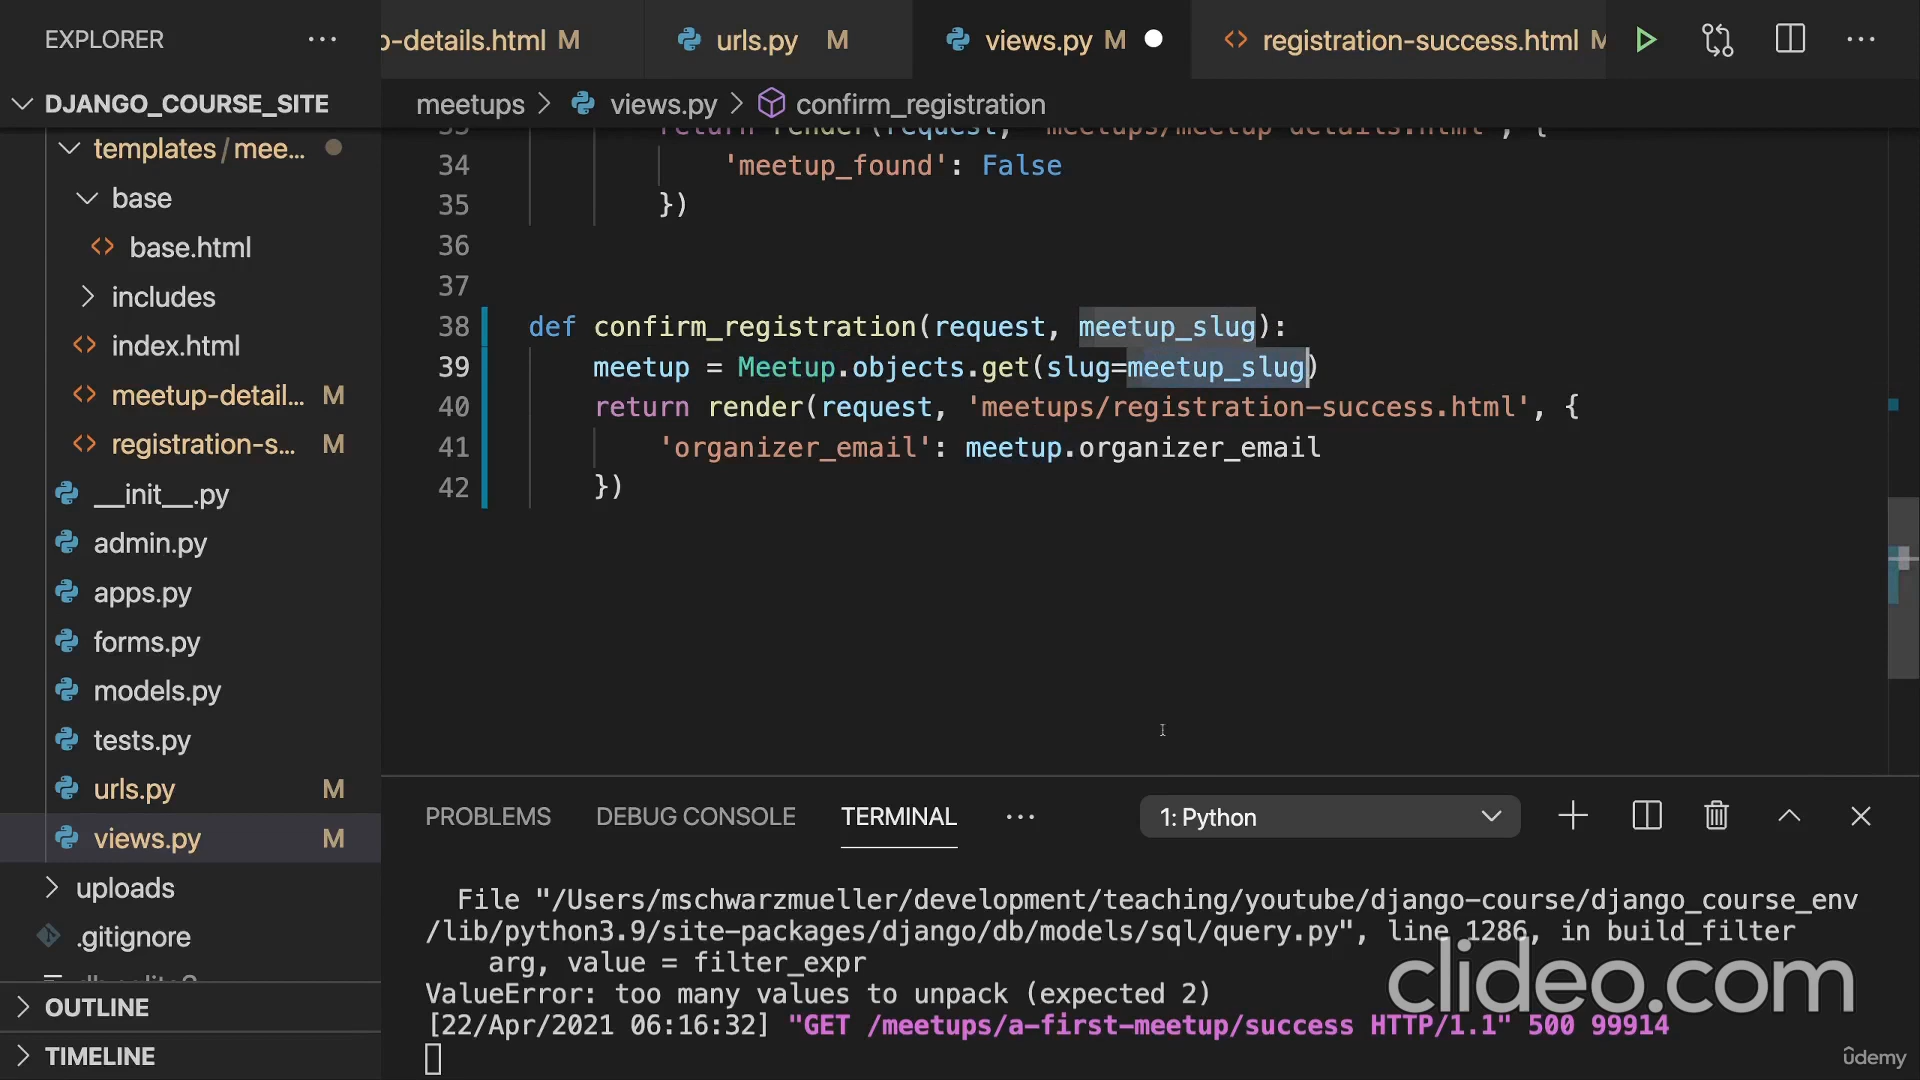 EXPLORER
DJANGO_COURSE_SITE
templates/mee...
base
base.html
includes
index.html
meetup-detail... M
registration-s... M
__init__.py
admin.py
apps.py
forms.py
models.py
tests.py
urls.py M
views.py M
uploads
.gitignore
OUTLINE
TIMELINE
p-details.html M
urls.py M
views.py M
registration-success.html M
meetups > views.py > confirm_registration
34 'meetup_found': False
35 })
36
37
38 def confirm_registration(request, meetup_slug):
39 meetup = Meetup.objects.get(slug=meetup_slug)
40 return render(request, 'meetups/registration-success.html', {
41 'organizer_email': meetup.organizer_email
42 })
PROBLEMS DEBUG CONSOLE TERMINAL ... 1: Python
File "/Users/mschwarzmueller/development/teaching/youtube/django-course/django_course_env
/lib/python3.9/site-packages/django/db/models/sql/query.py", line 1286, in build_filter
arg, value = filter_expr
ValueError: too many values to unpack (expected 2)
[22/Apr/2021 06:16:32] "GET /meetups/a-first-meetup/success HTTP/1.1" 500 99914
clideo.com
ûdemy